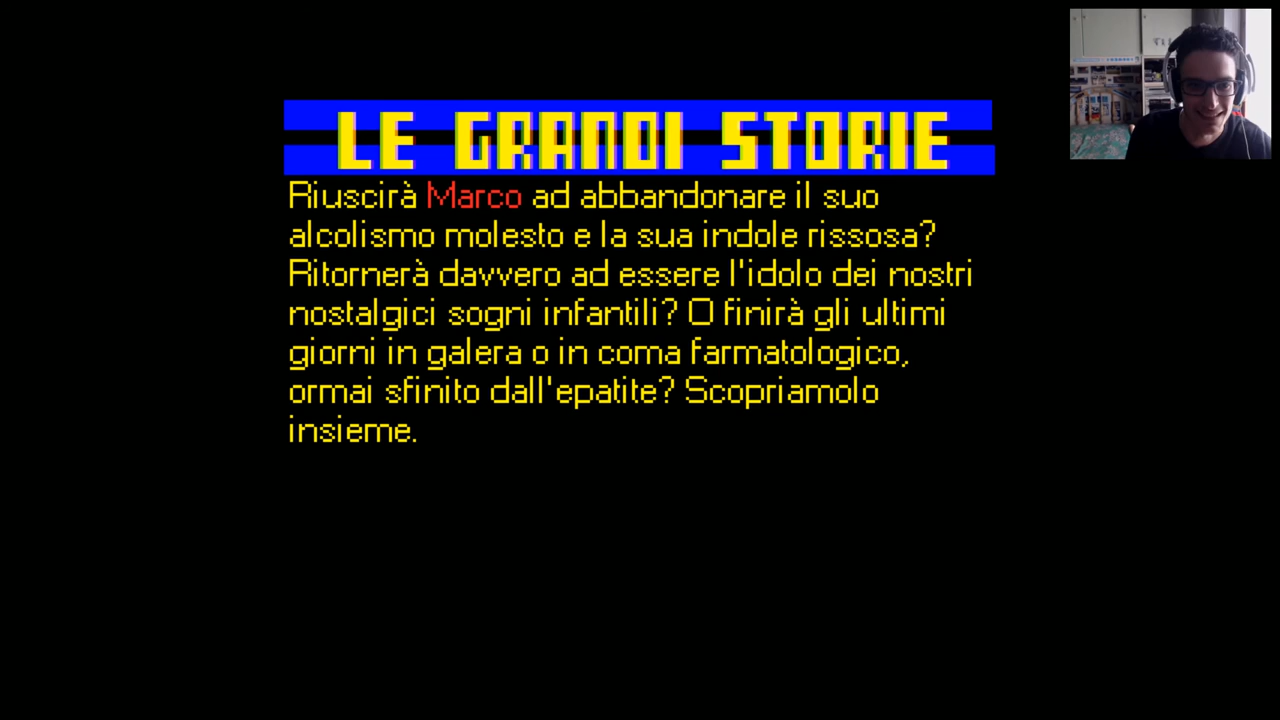 LE GRANDI STORIE
Riuscirà Marco ad abbandonare il suo
alcolismo molesto e la sua indole rissosa?
Ritornerà davvero ad essere l'idolo dei nostri
nostalgici sogni infantili? O finirà gli ultimi
giorni in galera o in coma farmatologico,
ormai sfinito dall'epatite? Scopriamolo
insieme.